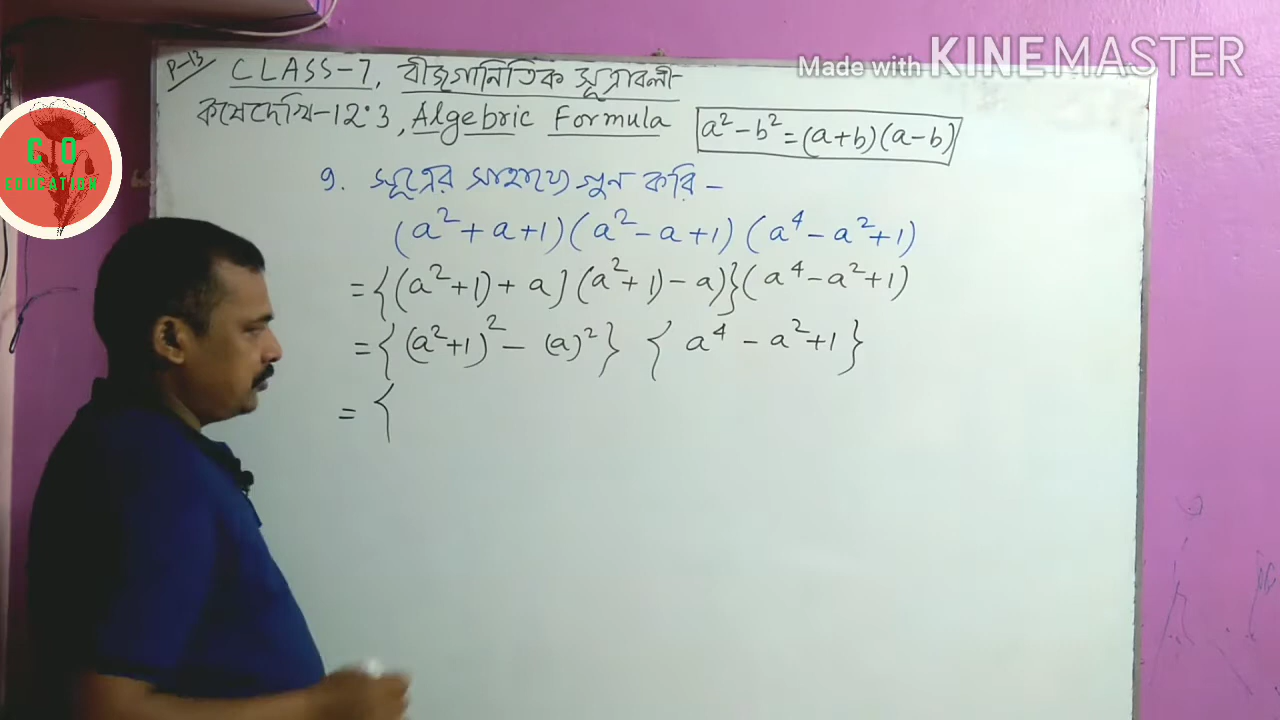 Made with KINEMASTER
P-13
CLASS-7, বীজগানিতিক সূত্রাবলী-
কষেদেখি-12.3, Algebric Formula
a² - b² = (a+b)(a-b)
CD
EDUCATION
9. সূত্রের সাহায্যে গুন করি -
(a² + a + 1)(a² - a + 1)(a⁴ - a² + 1)
= {(a² + 1) + a](a² + 1) - a)}(a⁴ - a² + 1)
= {(a² + 1)² - (a)²} {a⁴ - a² + 1}
= {